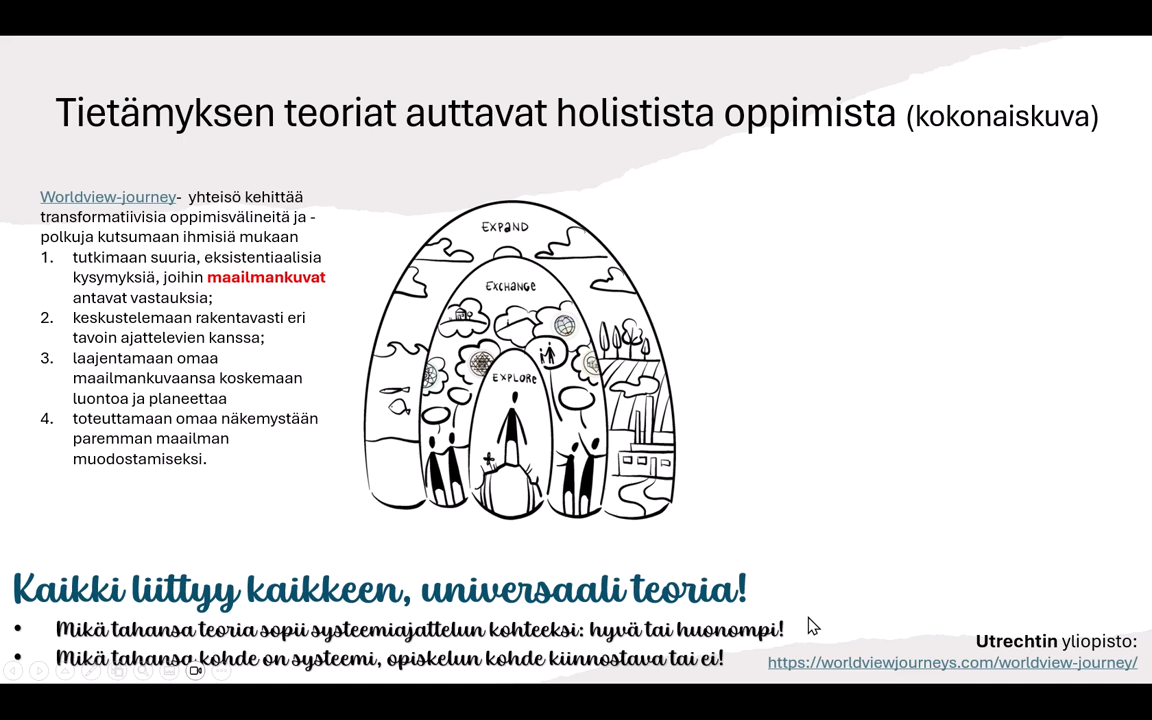 Tietämyksen teoriat auttavat holistista oppimista (kokonaiskuva)
Worldview-journey- yhteisö kehittää
transformatiivisia oppimisvälineitä ja -
polkuja kutsumaan ihmisiä mukaan
1. tutkimaan suuria, eksistentiaalisia
kysymyksiä, joihin maailmankuvat
antavat vastauksia;
2. keskustelemaan rakentavasti eri
tavoin ajattelevien kanssa;
3. laajentamaan omaa
maailmankuvaansa koskemaan
luontoa ja planeettaa
4. toteuttamaan omaa näkemystään
paremman maailman
muodostamiseksi.
EXPAND
EXCHANGE
EXPLORE
Kaikki liittyy kaikkeen, universaali teoria!
• Mikä tahansa teoria sopii systeemiajattelun kohteeksi: hyvä tai huonompi!
• Mikä tahansa kohde on systeemi, opiskelun kohde kiinnostava tai ei!
Utrechtin yliopisto:
https://worldviewjourneys.com/worldview-journey/